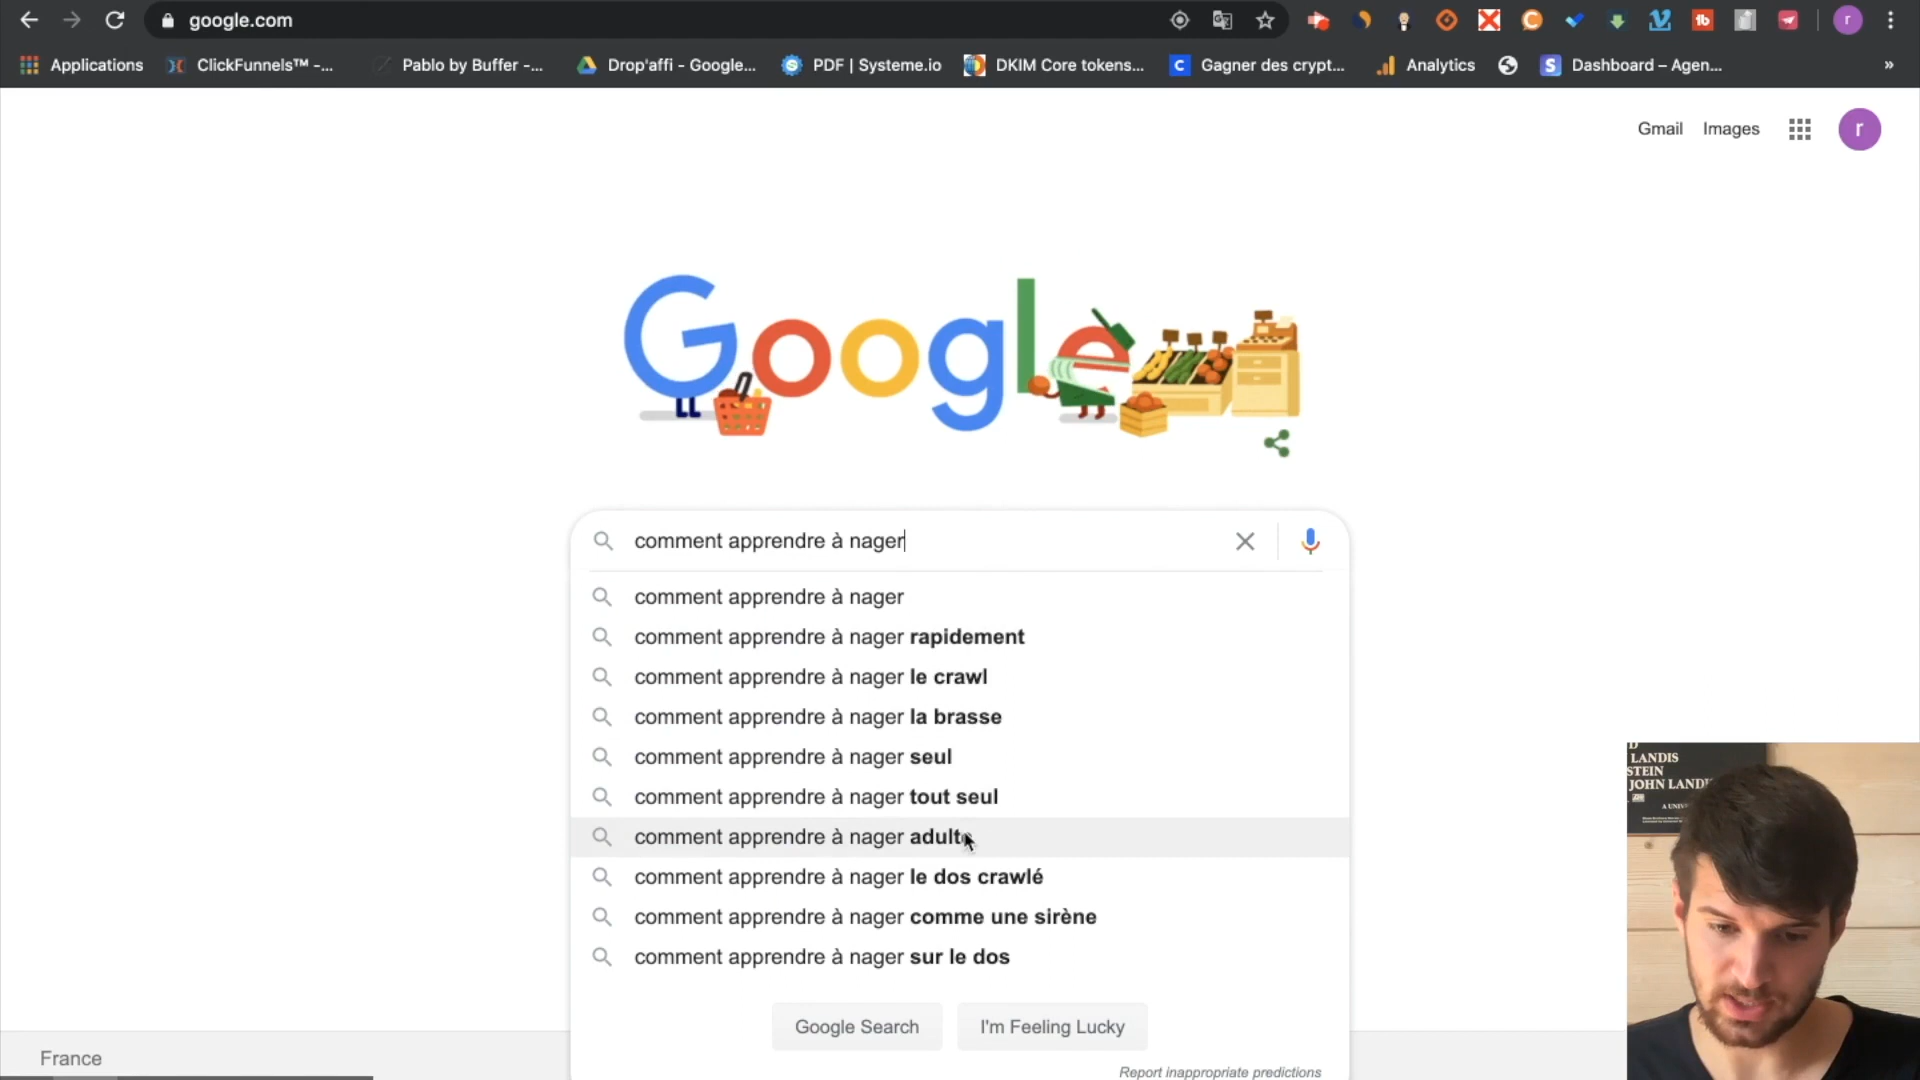 google.com
Applications ClickFunnels™ -... Pablo by Buffer -... Drop'affi - Google... PDF | Systeme.io DKIM Core tokens... Gagner des crypt... Analytics Dashboard – Agen... »
Gmail Images r
Google
comment apprendre à nager
comment apprendre à nager
comment apprendre à nager rapidement
comment apprendre à nager le crawl
comment apprendre à nager la brasse
comment apprendre à nager seul
comment apprendre à nager tout seul
comment apprendre à nager adulte
comment apprendre à nager le dos crawlé
comment apprendre à nager comme une sirène
comment apprendre à nager sur le dos
Google Search I'm Feeling Lucky
Report inappropriate predictions
France
LANDIS
STEIN
JOHN LANDI